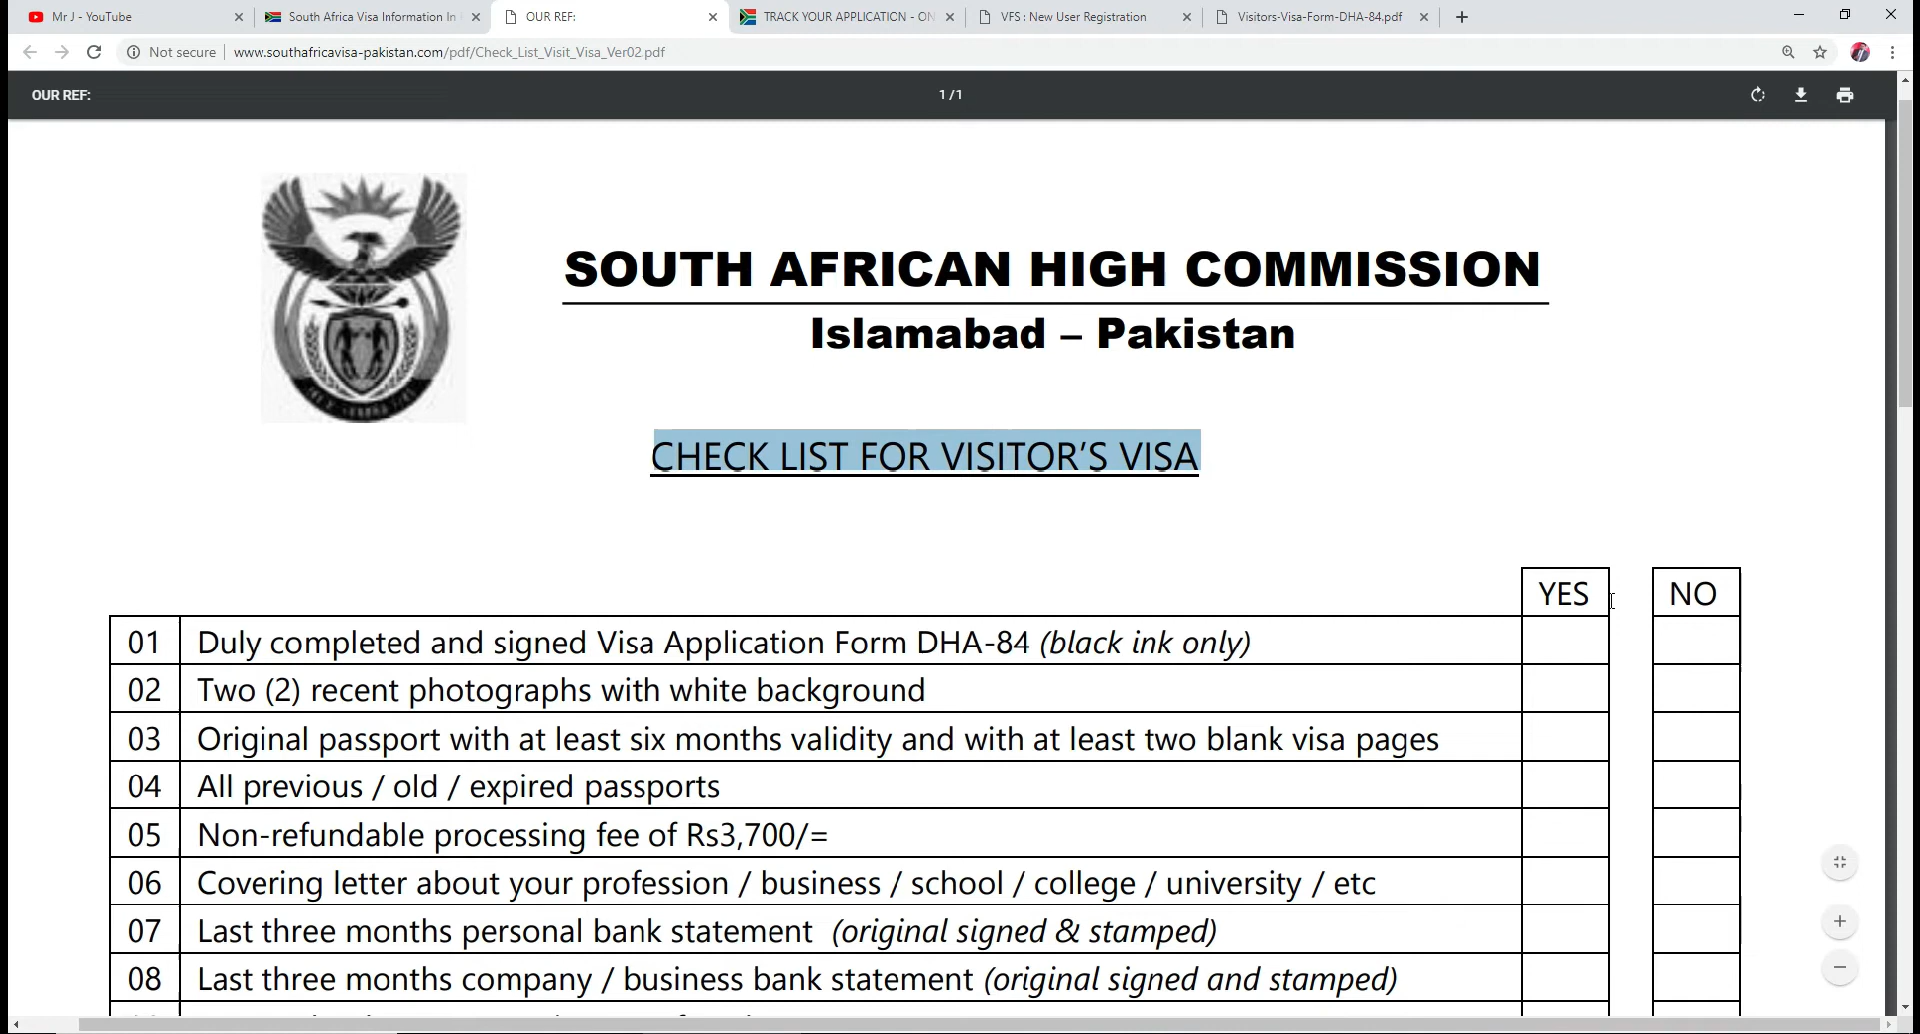 Mr J - YouTube
South Africa Visa Information In
OUR REF:
TRACK YOUR APPLICATION - ON
VFS : New User Registration
Visitors-Visa-Form-DHA-84.pdf
Not secure www.southafricavisa-pakistan.com/pdf/Check_List_Visit_Visa_Ver02.pdf
OUR REF:
1 / 1
SOUTH AFRICAN HIGH COMMISSION
Islamabad – Pakistan
CHECK LIST FOR VISITOR’S VISA
YES NO
01 Duly completed and signed Visa Application Form DHA-84 (black ink only)
02 Two (2) recent photographs with white background
03 Original passport with at least six months validity and with at least two blank visa pages
04 All previous / old / expired passports
05 Non-refundable processing fee of Rs3,700/=
06 Covering letter about your profession / business / school / college / university / etc
07 Last three months personal bank statement (original signed & stamped)
08 Last three months company / business bank statement (original signed and stamped)